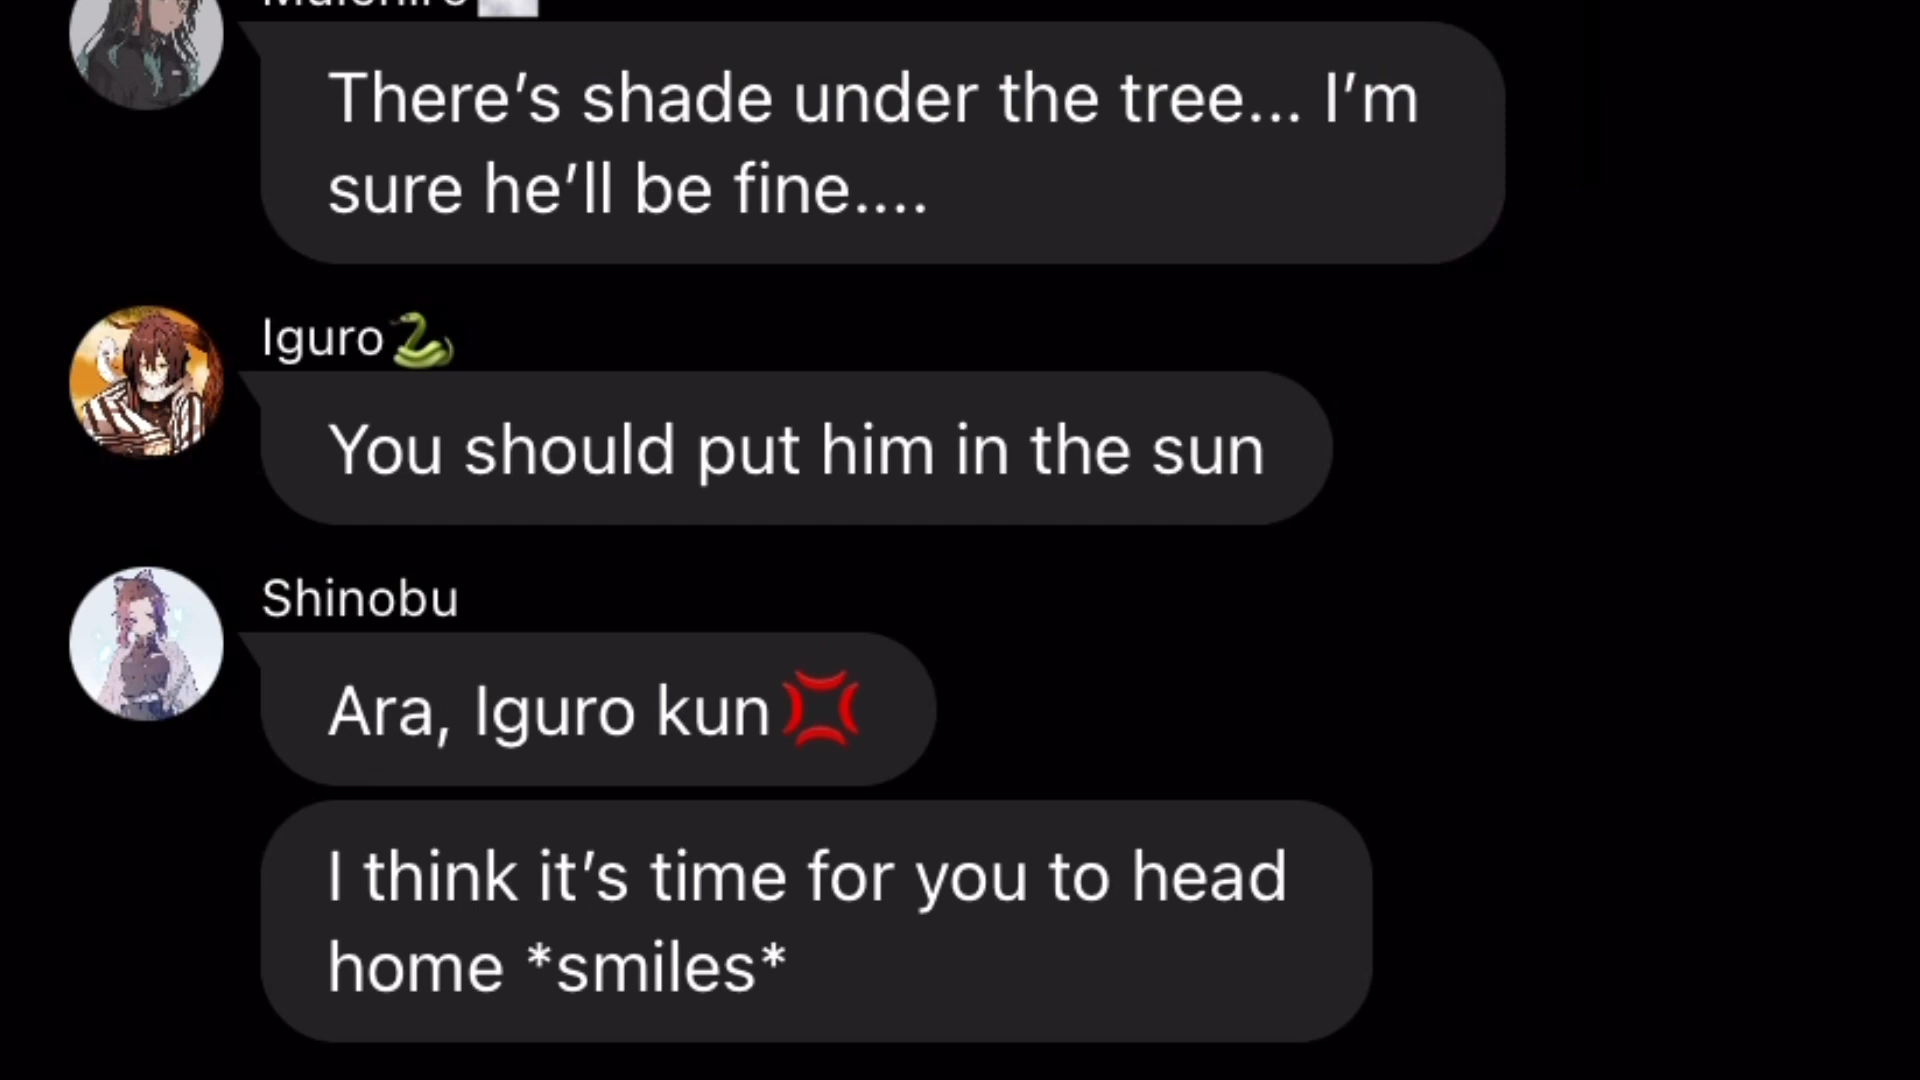 There's shade under the tree... I'm
sure he'll be fine....
Iguro🐍
You should put him in the sun
Shinobu
Ara, Iguro kun💢
I think it's time for you to head
home *smiles*